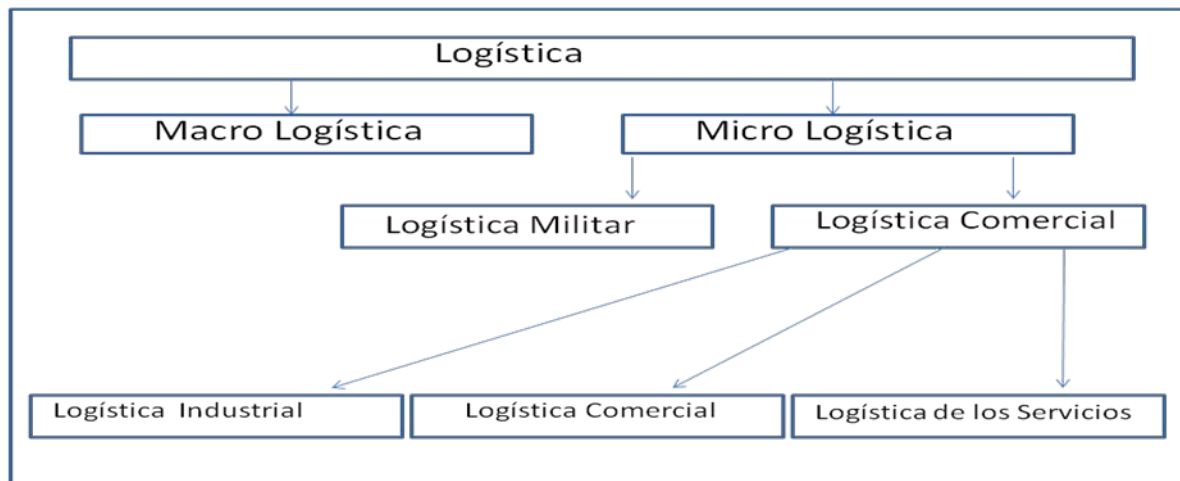 Logística
Macro Logística
Micro Logística
Logística Militar
Logística Comercial
Logística Industrial
Logística Comercial
Logística de los Servicios